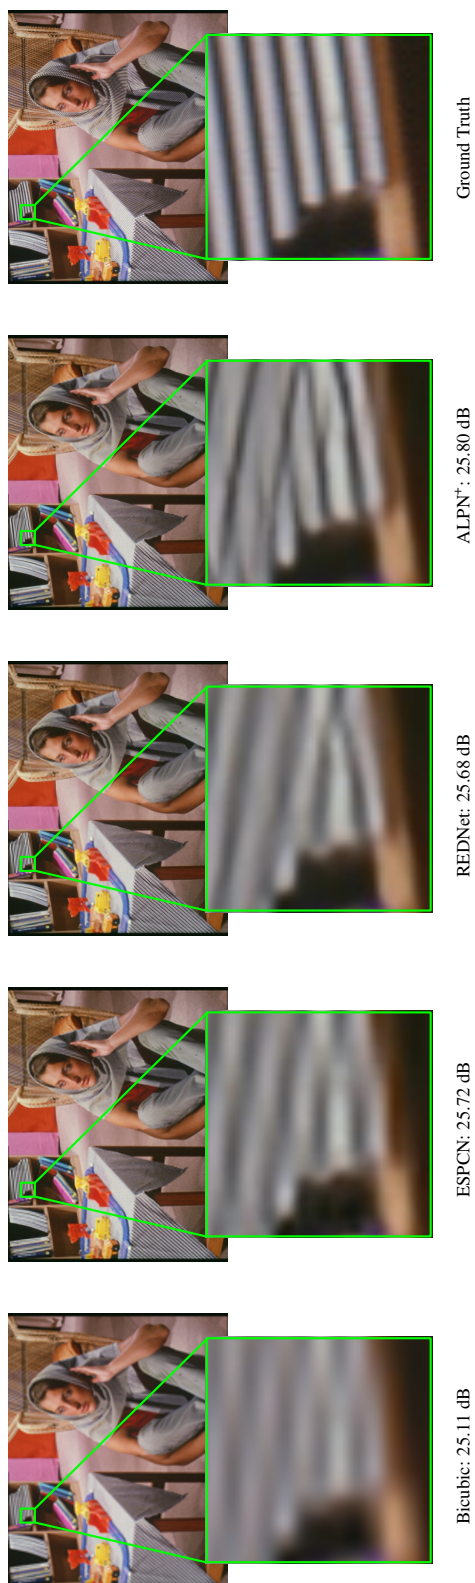 Bicubic: 25.11 dB
ESPCN: 25.72 dB
REDNet: 25.68 dB
ALPN⁺: 25.80 dB
Ground Truth